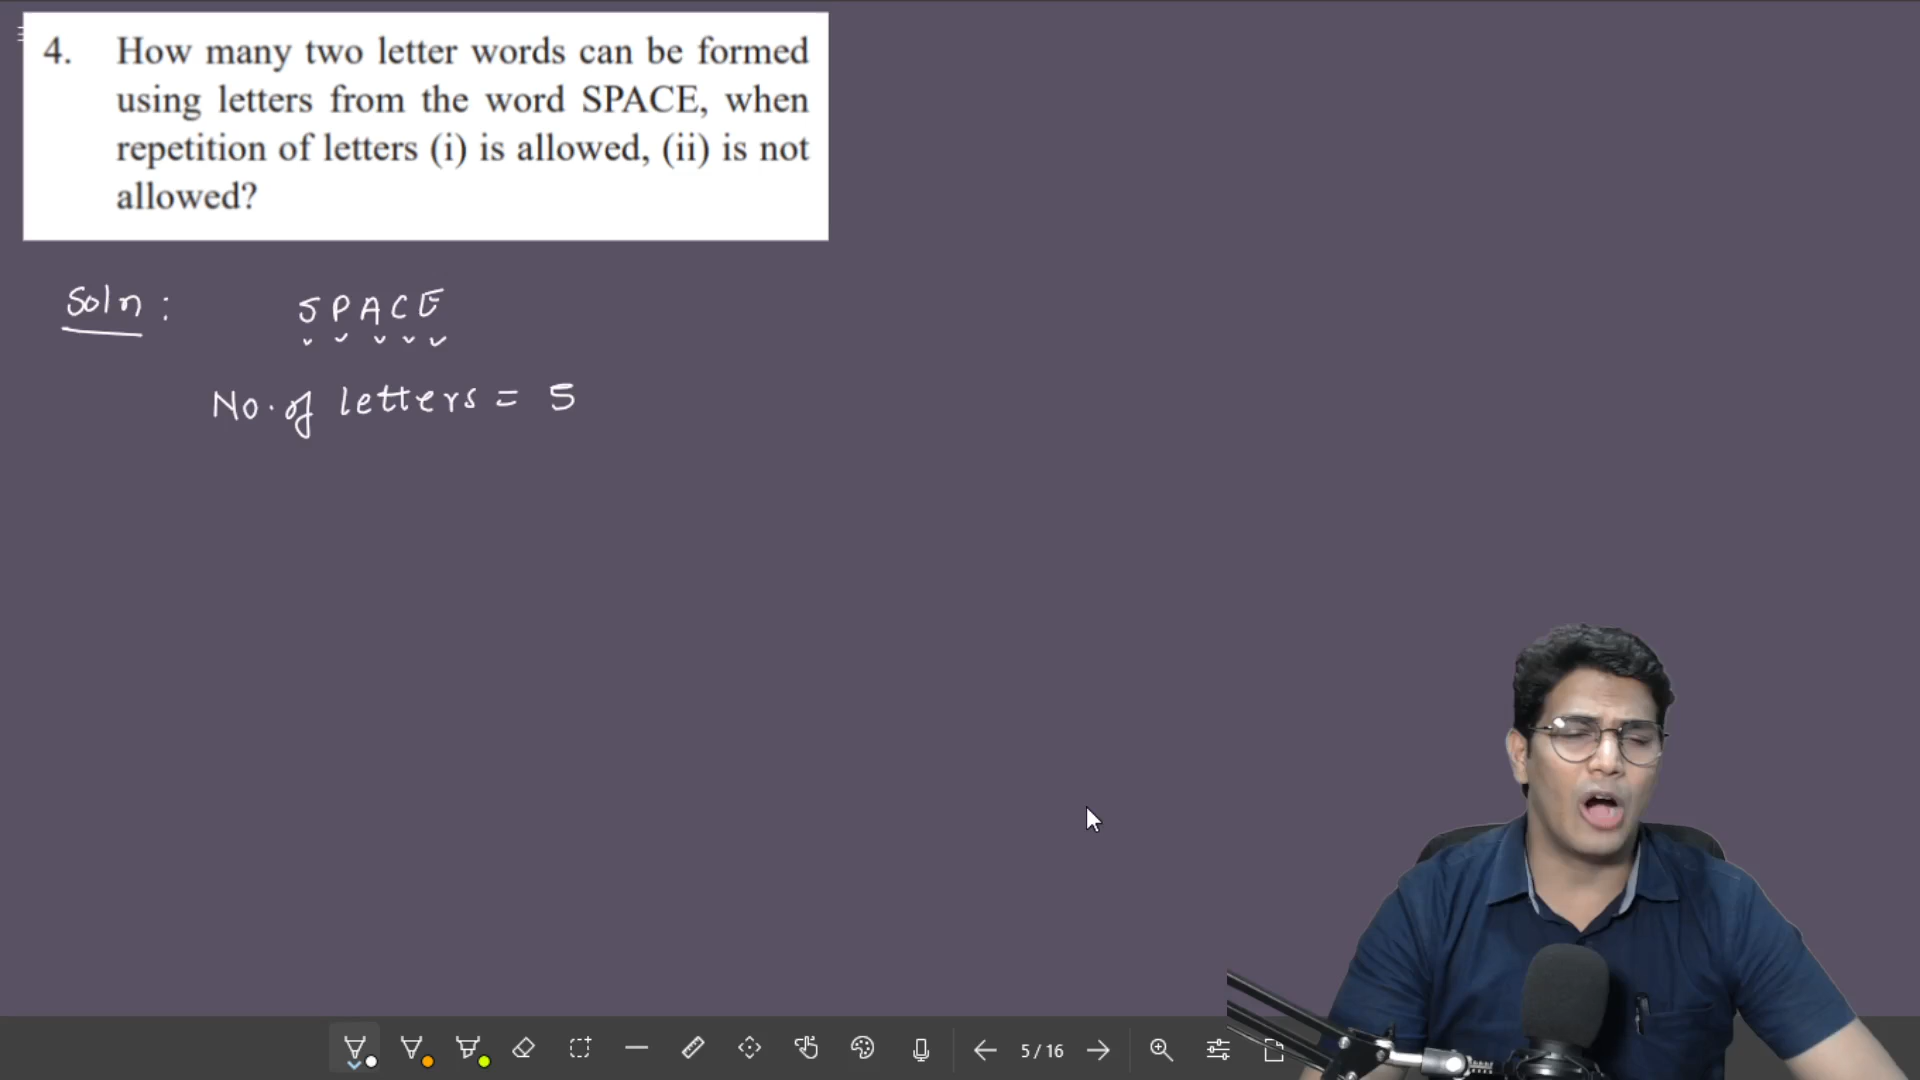 4. How many two letter words can be formed
using letters from the word SPACE, when
repetition of letters (i) is allowed, (ii) is not
allowed?
Soln :
SPACE
No. of letters = 5
5 / 16